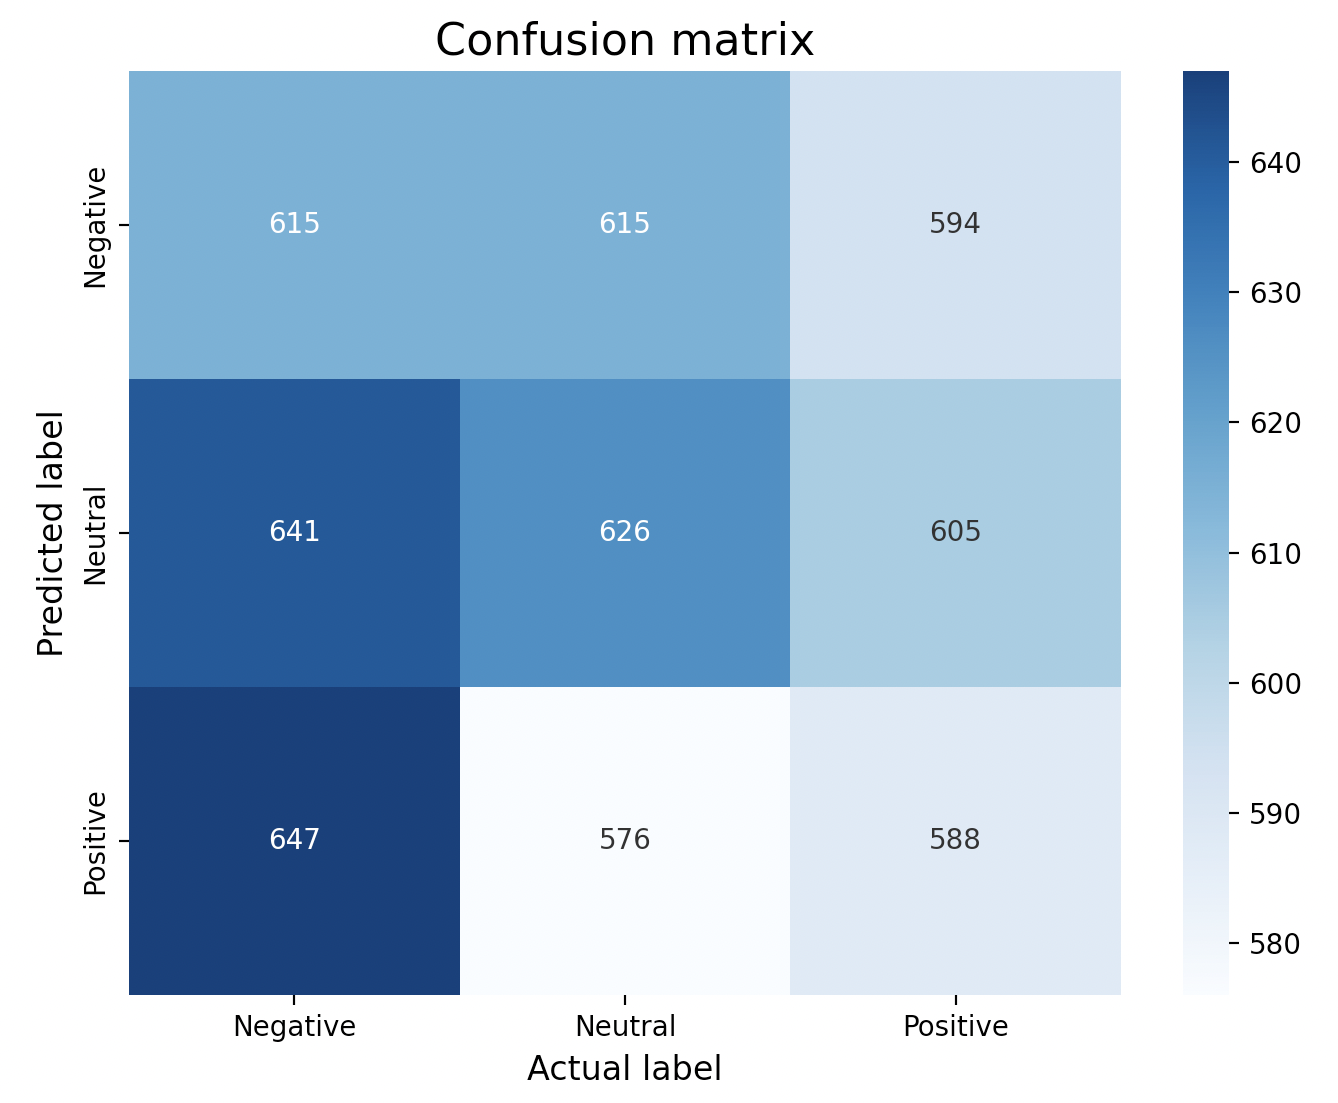 Confusion matrix
Negative
615
615
594
Neutral
641
626
605
Positive
647
576
588
Predicted label
Negative
Neutral
Positive
Actual label
640
630
620
610
600
590
580